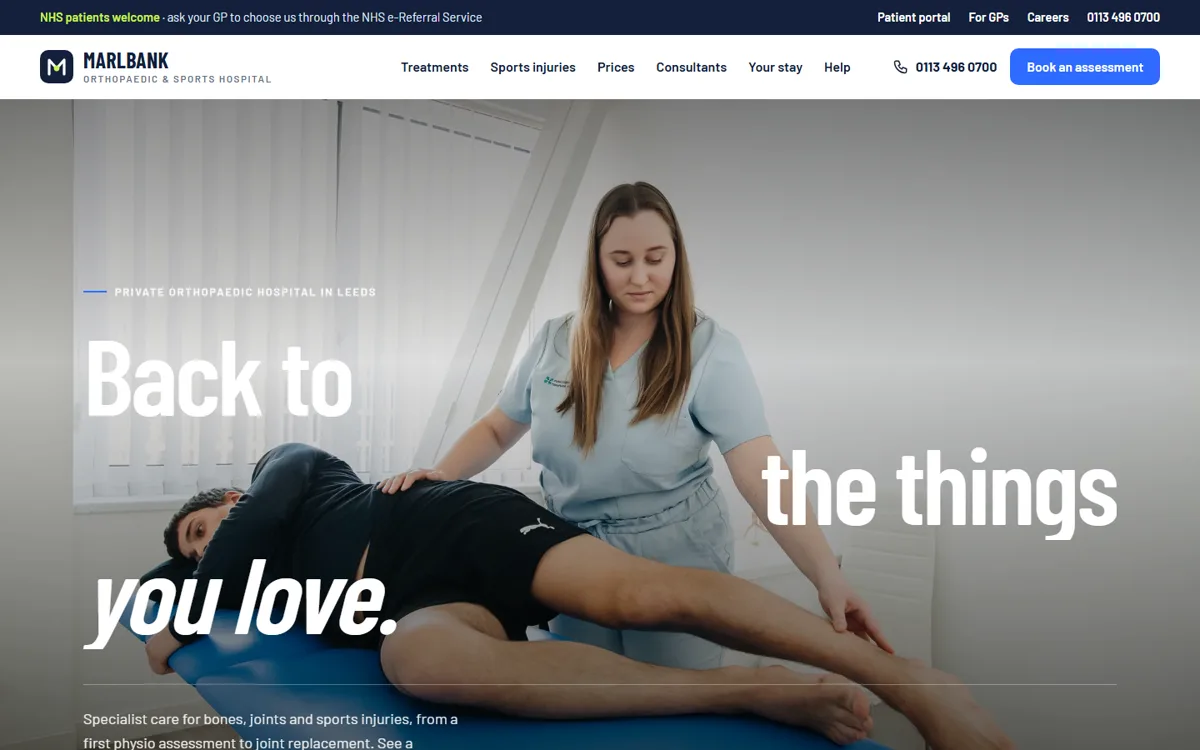 NHS patients welcome · ask your GP to choose us through the NHS e-Referral Service
Patient portal For GPs Careers 0113 496 0700
MARLBANK
ORTHOPAEDIC & SPORTS HOSPITAL
Treatments Sports injuries Prices Consultants Your stay Help
0113 496 0700
Book an assessment
PRIVATE ORTHOPAEDIC HOSPITAL IN LEEDS
Back to
the things
you love.
Specialist care for bones, joints and sports injuries, from a
first physio assessment to joint replacement. See a